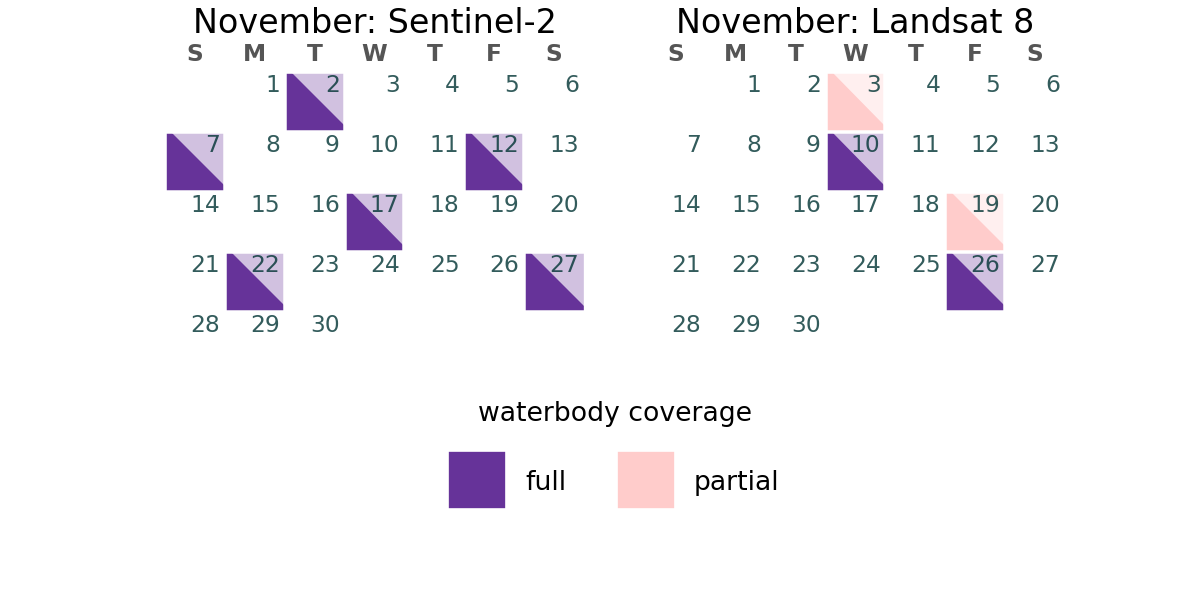 November: Sentinel-2
S M T W T F S
1 2 3 4 5 6
7 8 9 10 11 12 13
14 15 16 17 18 19 20
21 22 23 24 25 26 27
28 29 30
November: Landsat 8
S M T W T F S
1 2 3 4 5 6
7 8 9 10 11 12 13
14 15 16 17 18 19 20
21 22 23 24 25 26 27
28 29 30
waterbody coverage
full
partial